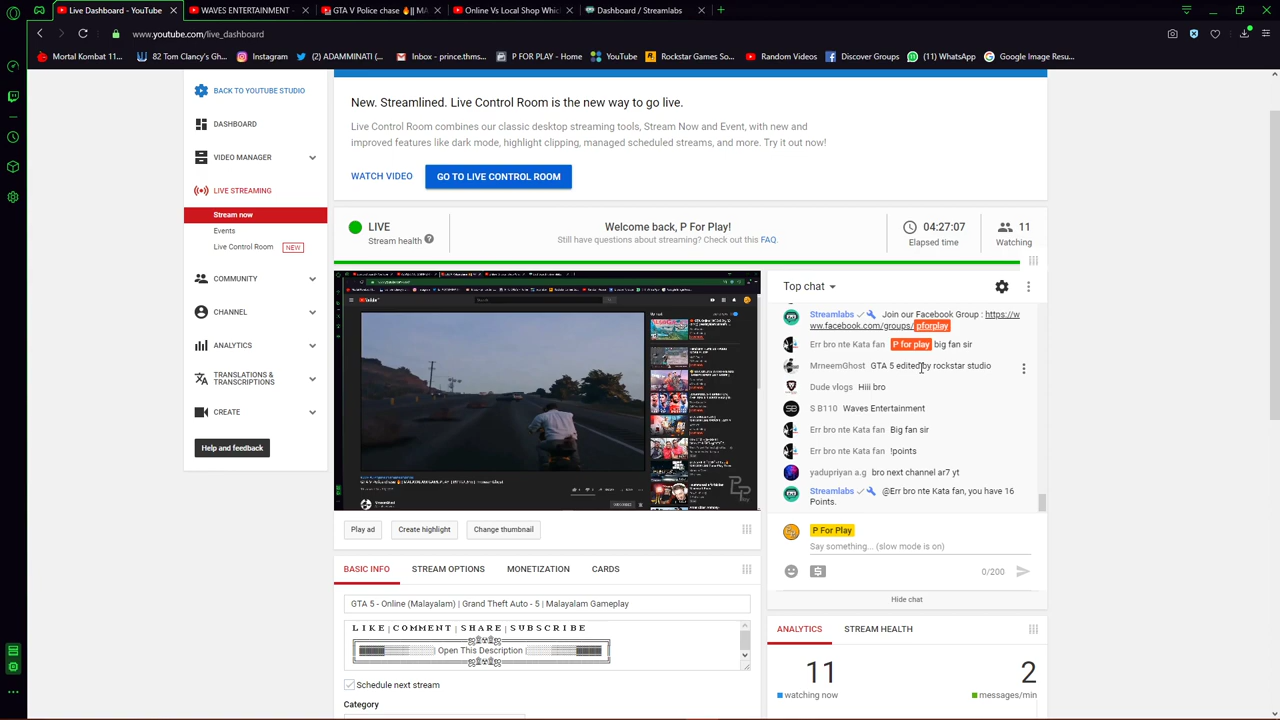 Live Dashboard - YouTube
WAVES ENTERTAINMENT -
GTA V Police chase 🔥|| MA
Online Vs Local Shop Whic
Dashboard / Streamlabs
www.youtube.com/live_dashboard
Mortal Kombat 11...
82 Tom Clancy's Gho
Instagram
(2) ADAMMINATI (...
Inbox - prince.thms...
P FOR PLAY - Home
YouTube
Rockstar Games So...
Random Videos
Discover Groups
(11) WhatsApp
Google Image Resu...
BACK TO YOUTUBE STUDIO
DASHBOARD
VIDEO MANAGER
LIVE STREAMING
Stream now
Events
Live Control Room NEW
COMMUNITY
CHANNEL
ANALYTICS
TRANSLATIONS &
TRANSCRIPTIONS
CREATE
Help and feedback
New. Streamlined. Live Control Room is the new way to go live.
Live Control Room combines our classic desktop streaming tools, Stream Now and Event, with new and
improved features like dark mode, highlight clipping, managed scheduled streams, and more. Try it out now!
WATCH VIDEO
GO TO LIVE CONTROL ROOM
LIVE
Stream health ?
Welcome back, P For Play!
Still have questions about streaming? Check out this FAQ.
04:27:07
Elapsed time
11
Watching
Top chat
Streamlabs Join our Facebook Group : https://w
ww.facebook.com/groups/pforplay
Err bro nte Kata fan P for play big fan sir
MrneemGhost GTA 5 edited by rockstar studio
Dude vlogs Hiii bro
S B110 Waves Entertainment
Err bro nte Kata fan Big fan sir
Err bro nte Kata fan !points
yadupriyan a.g bro next channel ar7 yt
Streamlabs @Err bro nte Kata fan, you have 16
Points.
P For Play
Say something... (slow mode is on)
0/200
Hide chat
Play ad
Create highlight
Change thumbnail
BASIC INFO
STREAM OPTIONS
MONETIZATION
CARDS
GTA 5 - Online (Malayalam) | Grand Theft Auto - 5 | Malayalam Gameplay
L I K E | C O M M E N T | S H A R E | S U B S C R I B E
| Open This Description |
Schedule next stream
Category
ANALYTICS
STREAM HEALTH
11
watching now
2
messages/min